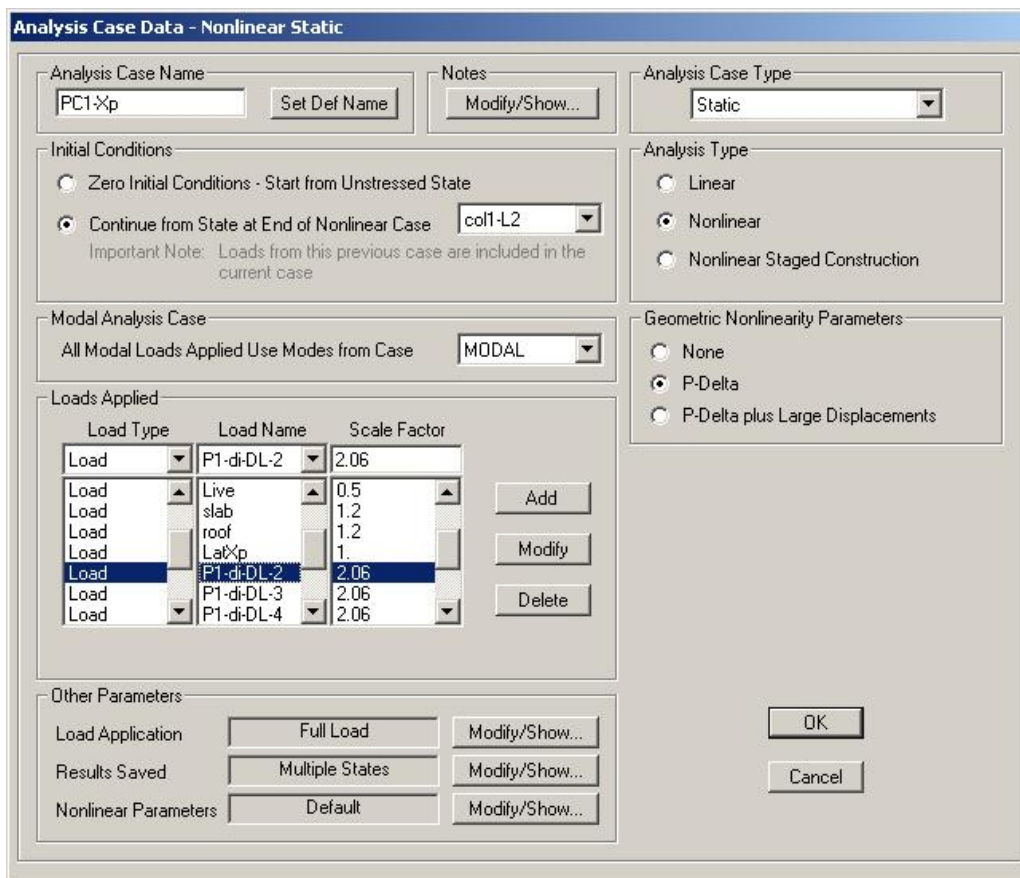 Analysis Case Data - Nonlinear Static
Analysis Case Name
PC1-Xp
Set Def Name
Notes
Modify/Show...
Analysis Case Type
Static
Initial Conditions
Zero Initial Conditions - Start from Unstressed State
Continue from State at End of Nonlinear Case
col1-L2
Important Note: Loads from this previous case are included in the
current case
Analysis Type
Linear
Nonlinear
Nonlinear Staged Construction
Modal Analysis Case
All Modal Loads Applied Use Modes from Case
MODAL
Geometric Nonlinearity Parameters
None
P-Delta
P-Delta plus Large Displacements
Loads Applied
Load Type Load Name Scale Factor
Load P1-di-DL-2 2.06
Load Live 0.5
Load slab 1.2
Load roof 1.2
Load LatXp 1.
Load P1-di-DL-2 2.06
Load P1-di-DL-3 2.06
Load P1-di-DL-4 2.06
Add
Modify
Delete
Other Parameters
Load Application Full Load Modify/Show...
Results Saved Multiple States Modify/Show...
Nonlinear Parameters Default Modify/Show...
OK
Cancel